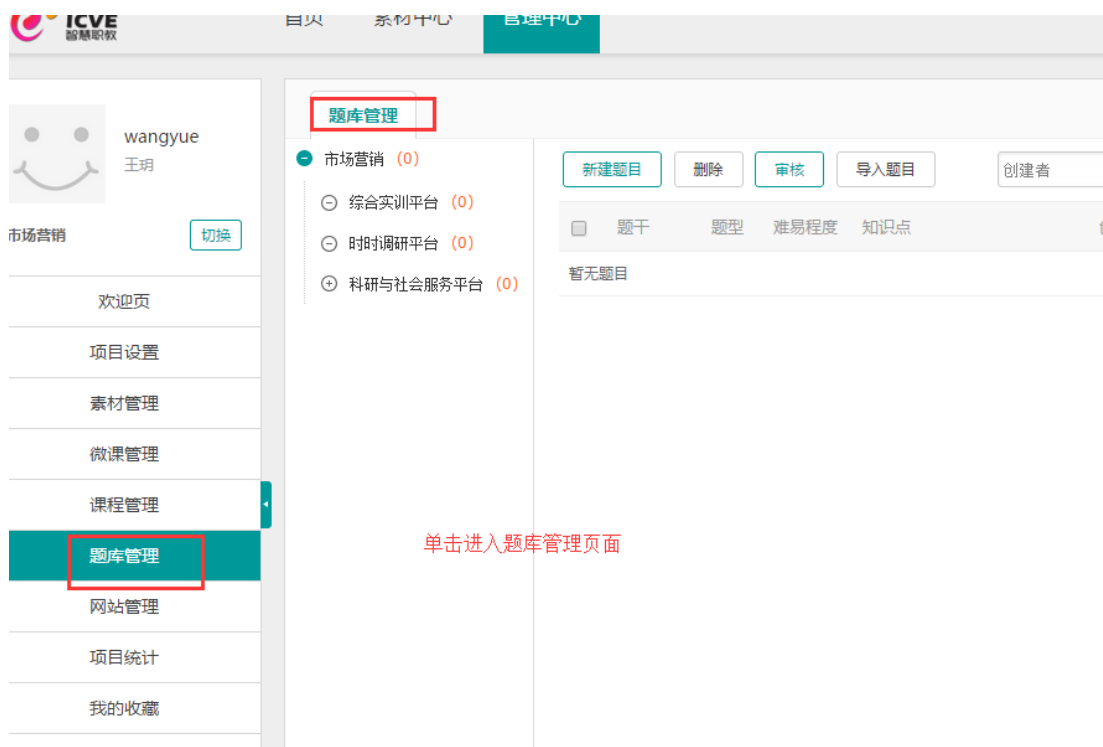 ICVE
智慧职教
首页 素材中心 管理中心
wangyue
王玥
市场营销 切换
欢迎页
项目设置
素材管理
微课管理
课程管理
题库管理
网站管理
项目统计
我的收藏
题库管理
市场营销 (0)
综合实训平台 (0)
时时调研平台 (0)
科研与社会服务平台 (0)
新建题目 删除 审核 导入题目 创建者
题干 题型 难易程度 知识点
暂无题目
单击进入题库管理页面